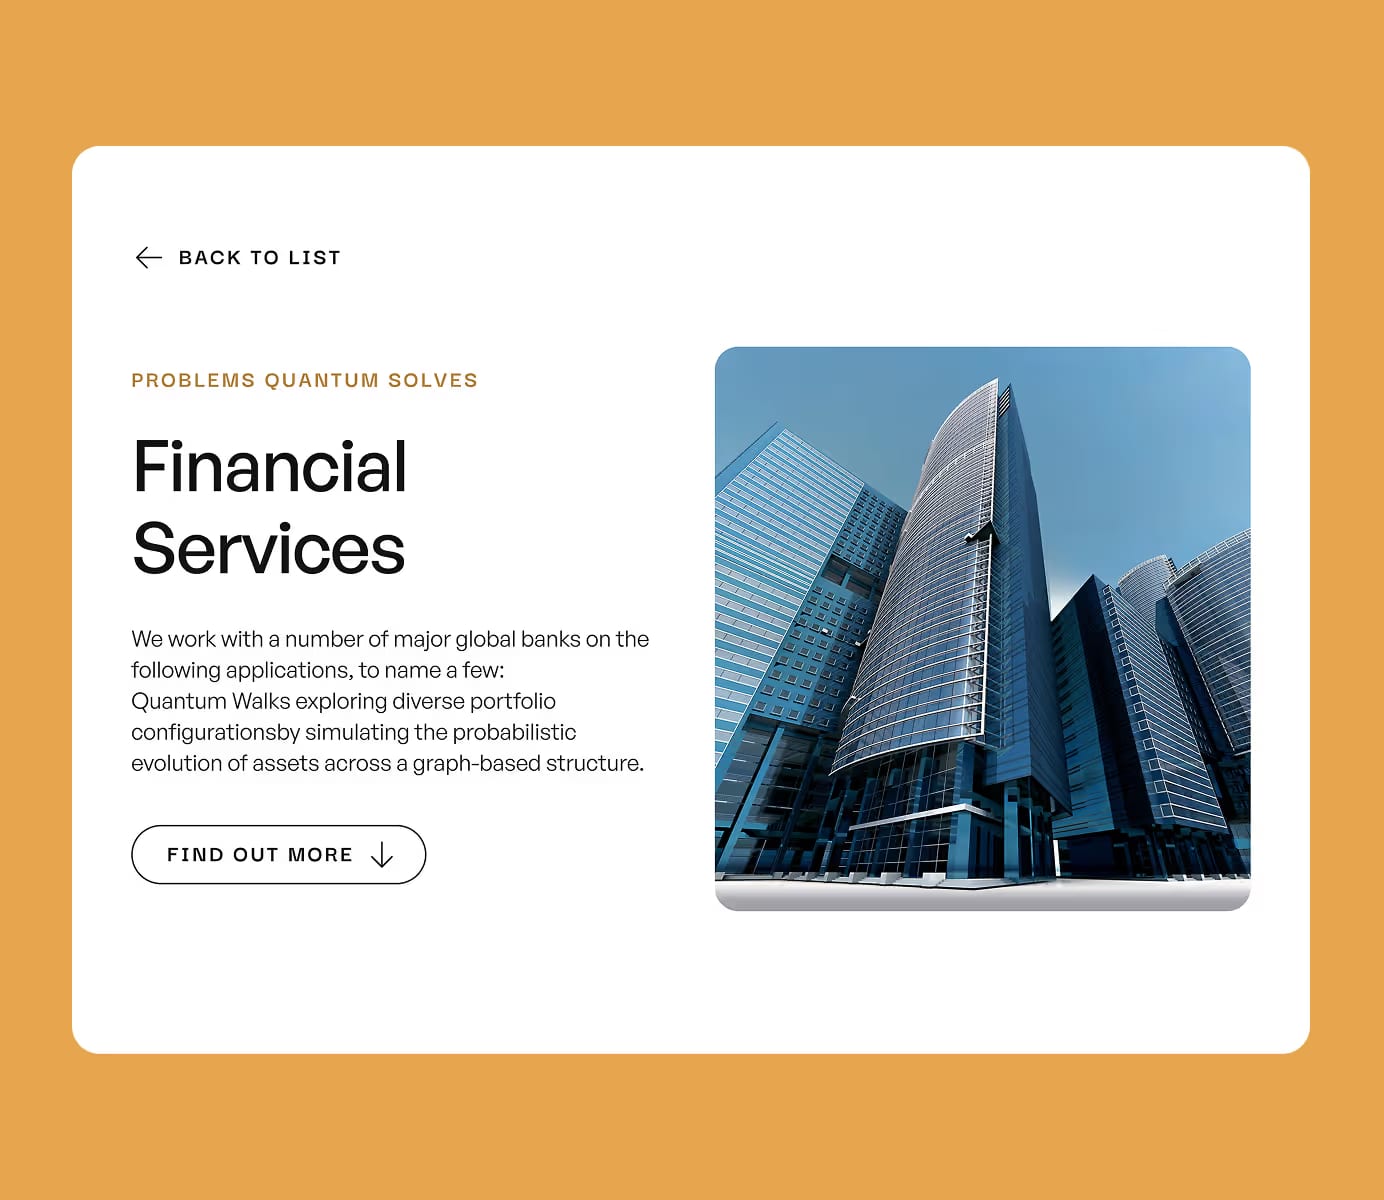 BACK TO LIST
PROBLEMS QUANTUM SOLVES
Financial
Services
We work with a number of major global banks on the
following applications, to name a few:
Quantum Walks exploring diverse portfolio
configurationsby simulating the probabilistic
evolution of assets across a graph-based structure.
FIND OUT MORE